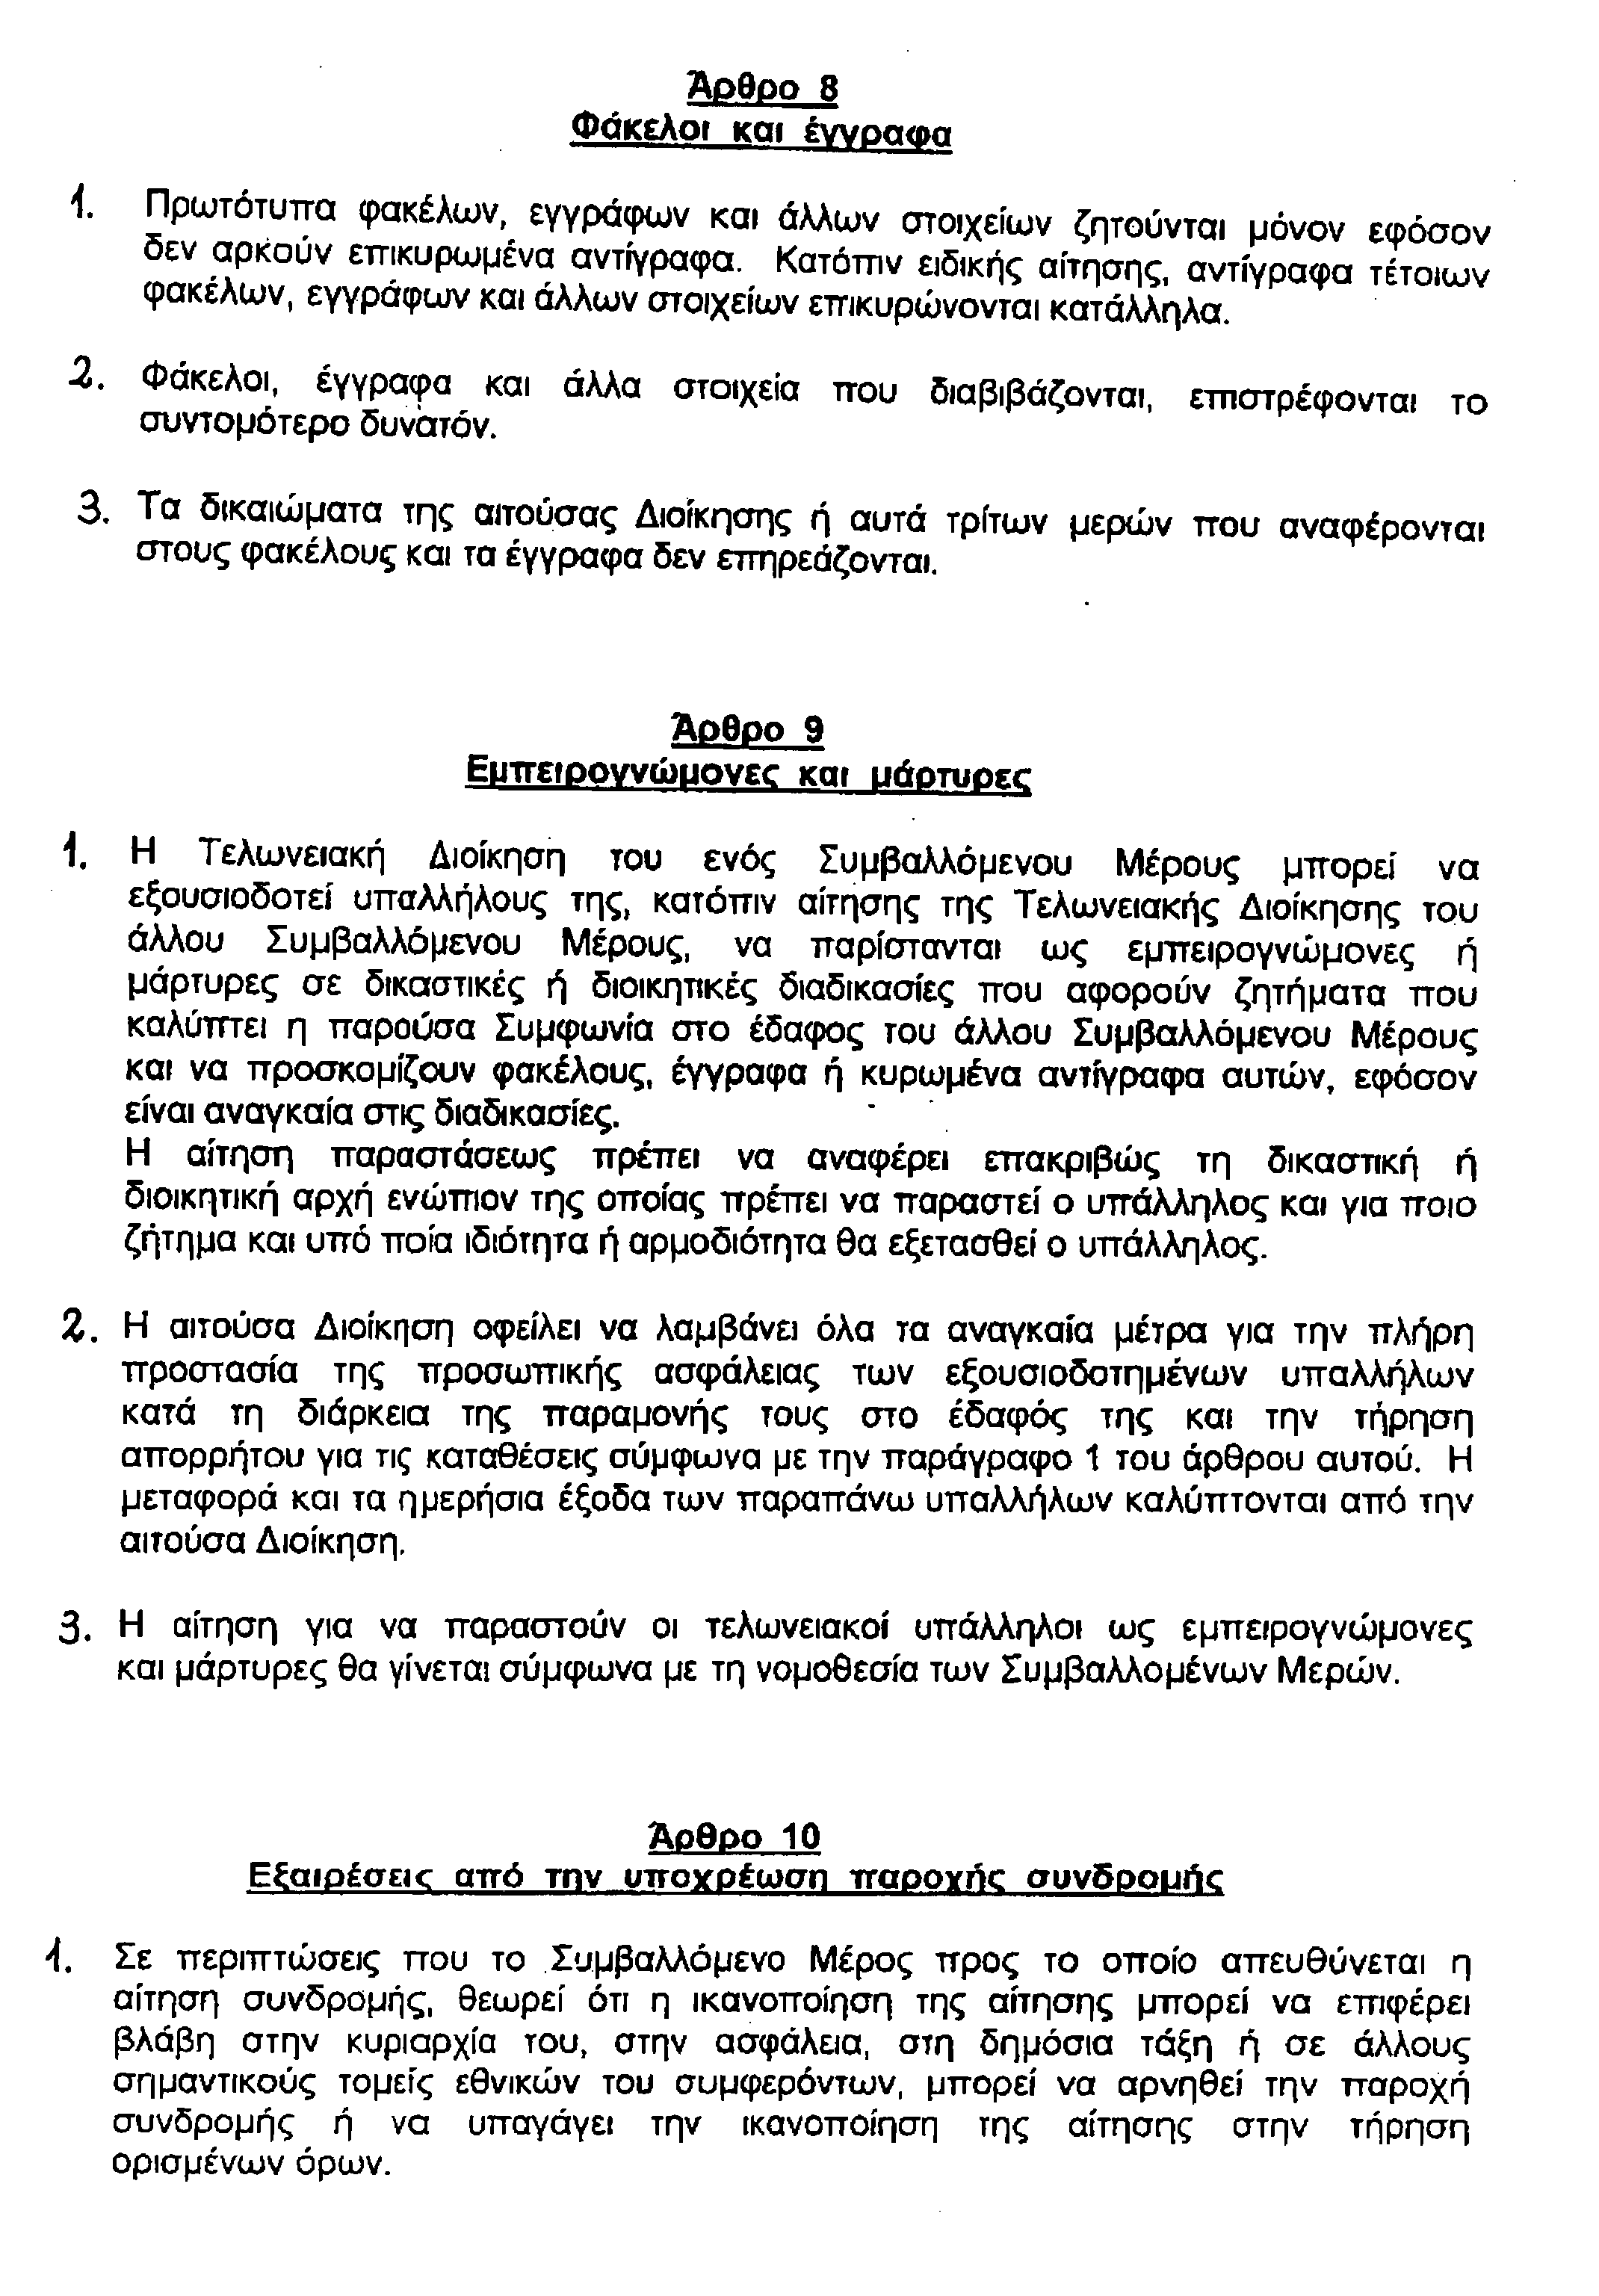 Άρθρο 8
Φάκελοι και έγγραφα
1. Πρωτότυπα φακέλων, εγγράφων και άλλων στοιχείων ζητούνται μόνον εφόσον
δεν αρκούν επικυρωμένα αντίγραφα. Κατόπιν ειδικής αίτησης, αντίγραφα τέτοιων
φακέλων, εγγράφων και άλλων στοιχείων επικυρώνονται κατάλληλα.
2. Φάκελοι, έγγραφα και άλλα στοιχεία που διαβιβάζονται, επιστρέφονται το
συντομότερο δυνατόν.
3. Τα δικαιώματα της αιτούσας Διοίκησης ή αυτά τρίτων μερών που αναφέρονται
στους φακέλους και τα έγγραφα δεν επηρεάζονται.
Άρθρο 9
Εμπειρογνώμονες και μάρτυρες
1. Η Τελωνειακή Διοίκηση του ενός Συμβαλλόμενου Μέρους μπορεί να
εξουσιοδοτεί υπαλλήλους της, κατόπιν αίτησης της Τελωνειακής Διοίκησης του
άλλου Συμβαλλόμενου Μέρους, να παρίστανται ως εμπειρογνώμονες ή
μάρτυρες σε δικαστικές ή διοικητικές διαδικασίες που αφορούν ζητήματα που
καλύπτει η παρούσα Συμφωνία στο έδαφος του άλλου Συμβαλλόμενου Μέρους
και να προσκομίζουν φακέλους, έγγραφα ή κυρωμένα αντίγραφα αυτών, εφόσον
είναι αναγκαία στις διαδικασίες.
Η αίτηση παραστάσεως πρέπει να αναφέρει επακριβώς τη δικαστική ή
διοικητική αρχή ενώπιον της οποίας πρέπει να παραστεί ο υπάλληλος και για ποιο
ζήτημα και υπό ποία ιδιότητα ή αρμοδιότητα θα εξετασθεί ο υπάλληλος.
2. Η αιτούσα Διοίκηση οφείλει να λαμβάνει όλα τα αναγκαία μέτρα για την πλήρη
προστασία της προσωπικής ασφάλειας των εξουσιοδοτημένων υπαλλήλων
κατά τη διάρκεια της παραμονής τους στο έδαφός της και την τήρηση
απορρήτου για τις καταθέσεις σύμφωνα με την παράγραφο 1 του άρθρου αυτού. Η
μεταφορά και τα ημερήσια έξοδα των παραπάνω υπαλλήλων καλύπτονται από την
αιτούσα Διοίκηση.
3. Η αίτηση για να παραστούν οι τελωνειακοί υπάλληλοι ως εμπειρογνώμονες
και μάρτυρες θα γίνεται σύμφωνα με τη νομοθεσία των Συμβαλλομένων Μερών.
Άρθρο 10
Εξαιρέσεις από την υποχρέωση παροχής συνδρομής
1. Σε περιπτώσεις που το Συμβαλλόμενο Μέρος προς το οποίο απευθύνεται η
αίτηση συνδρομής, θεωρεί ότι η ικανοποίηση της αίτησης μπορεί να επιφέρει
βλάβη στην κυριαρχία του, στην ασφάλεια, στη δημόσια τάξη ή σε άλλους
σημαντικούς τομείς εθνικών του συμφερόντων, μπορεί να αρνηθεί την παροχή
συνδρομής ή να υπαγάγει την ικανοποίηση της αίτησης στην τήρηση
ορισμένων όρων.